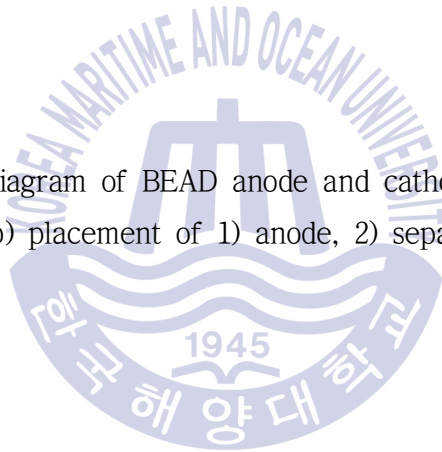 KOREA MARITIME AND OCEAN UNIVERSITY
iagram of BEAD anode and catho
) placement of 1) anode, 2) sepa
1945
한국해양대학교